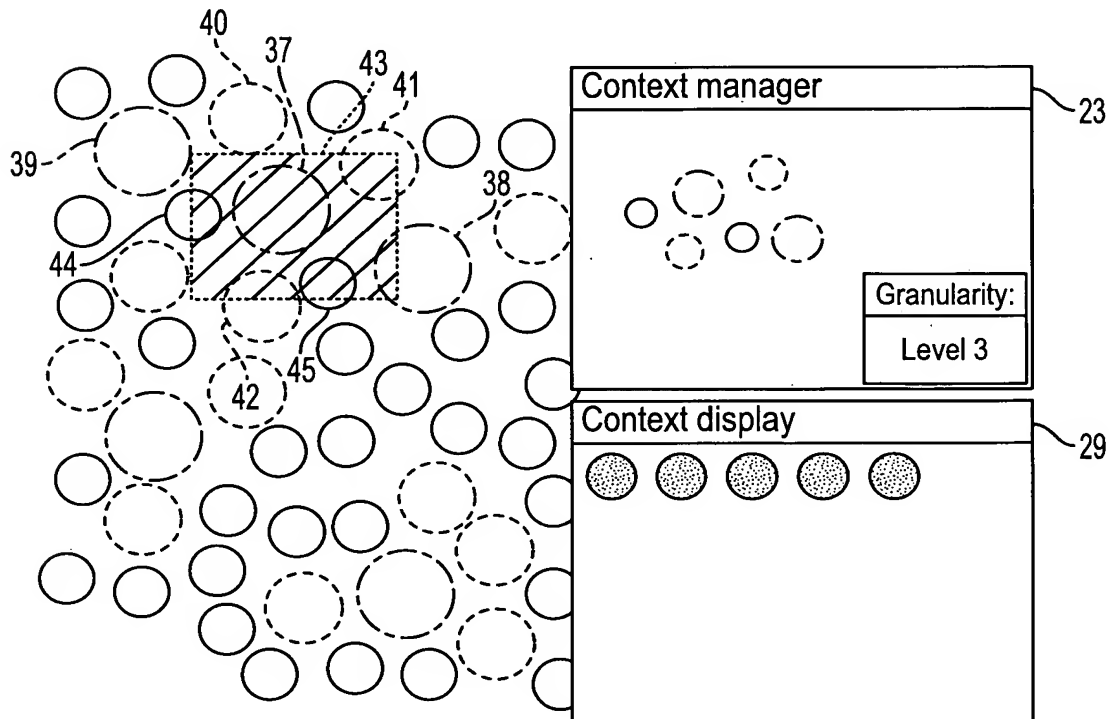 40
37
43
41
39
38
44
42
45
Context manager
23
Granularity:
Level 3
Context display
29